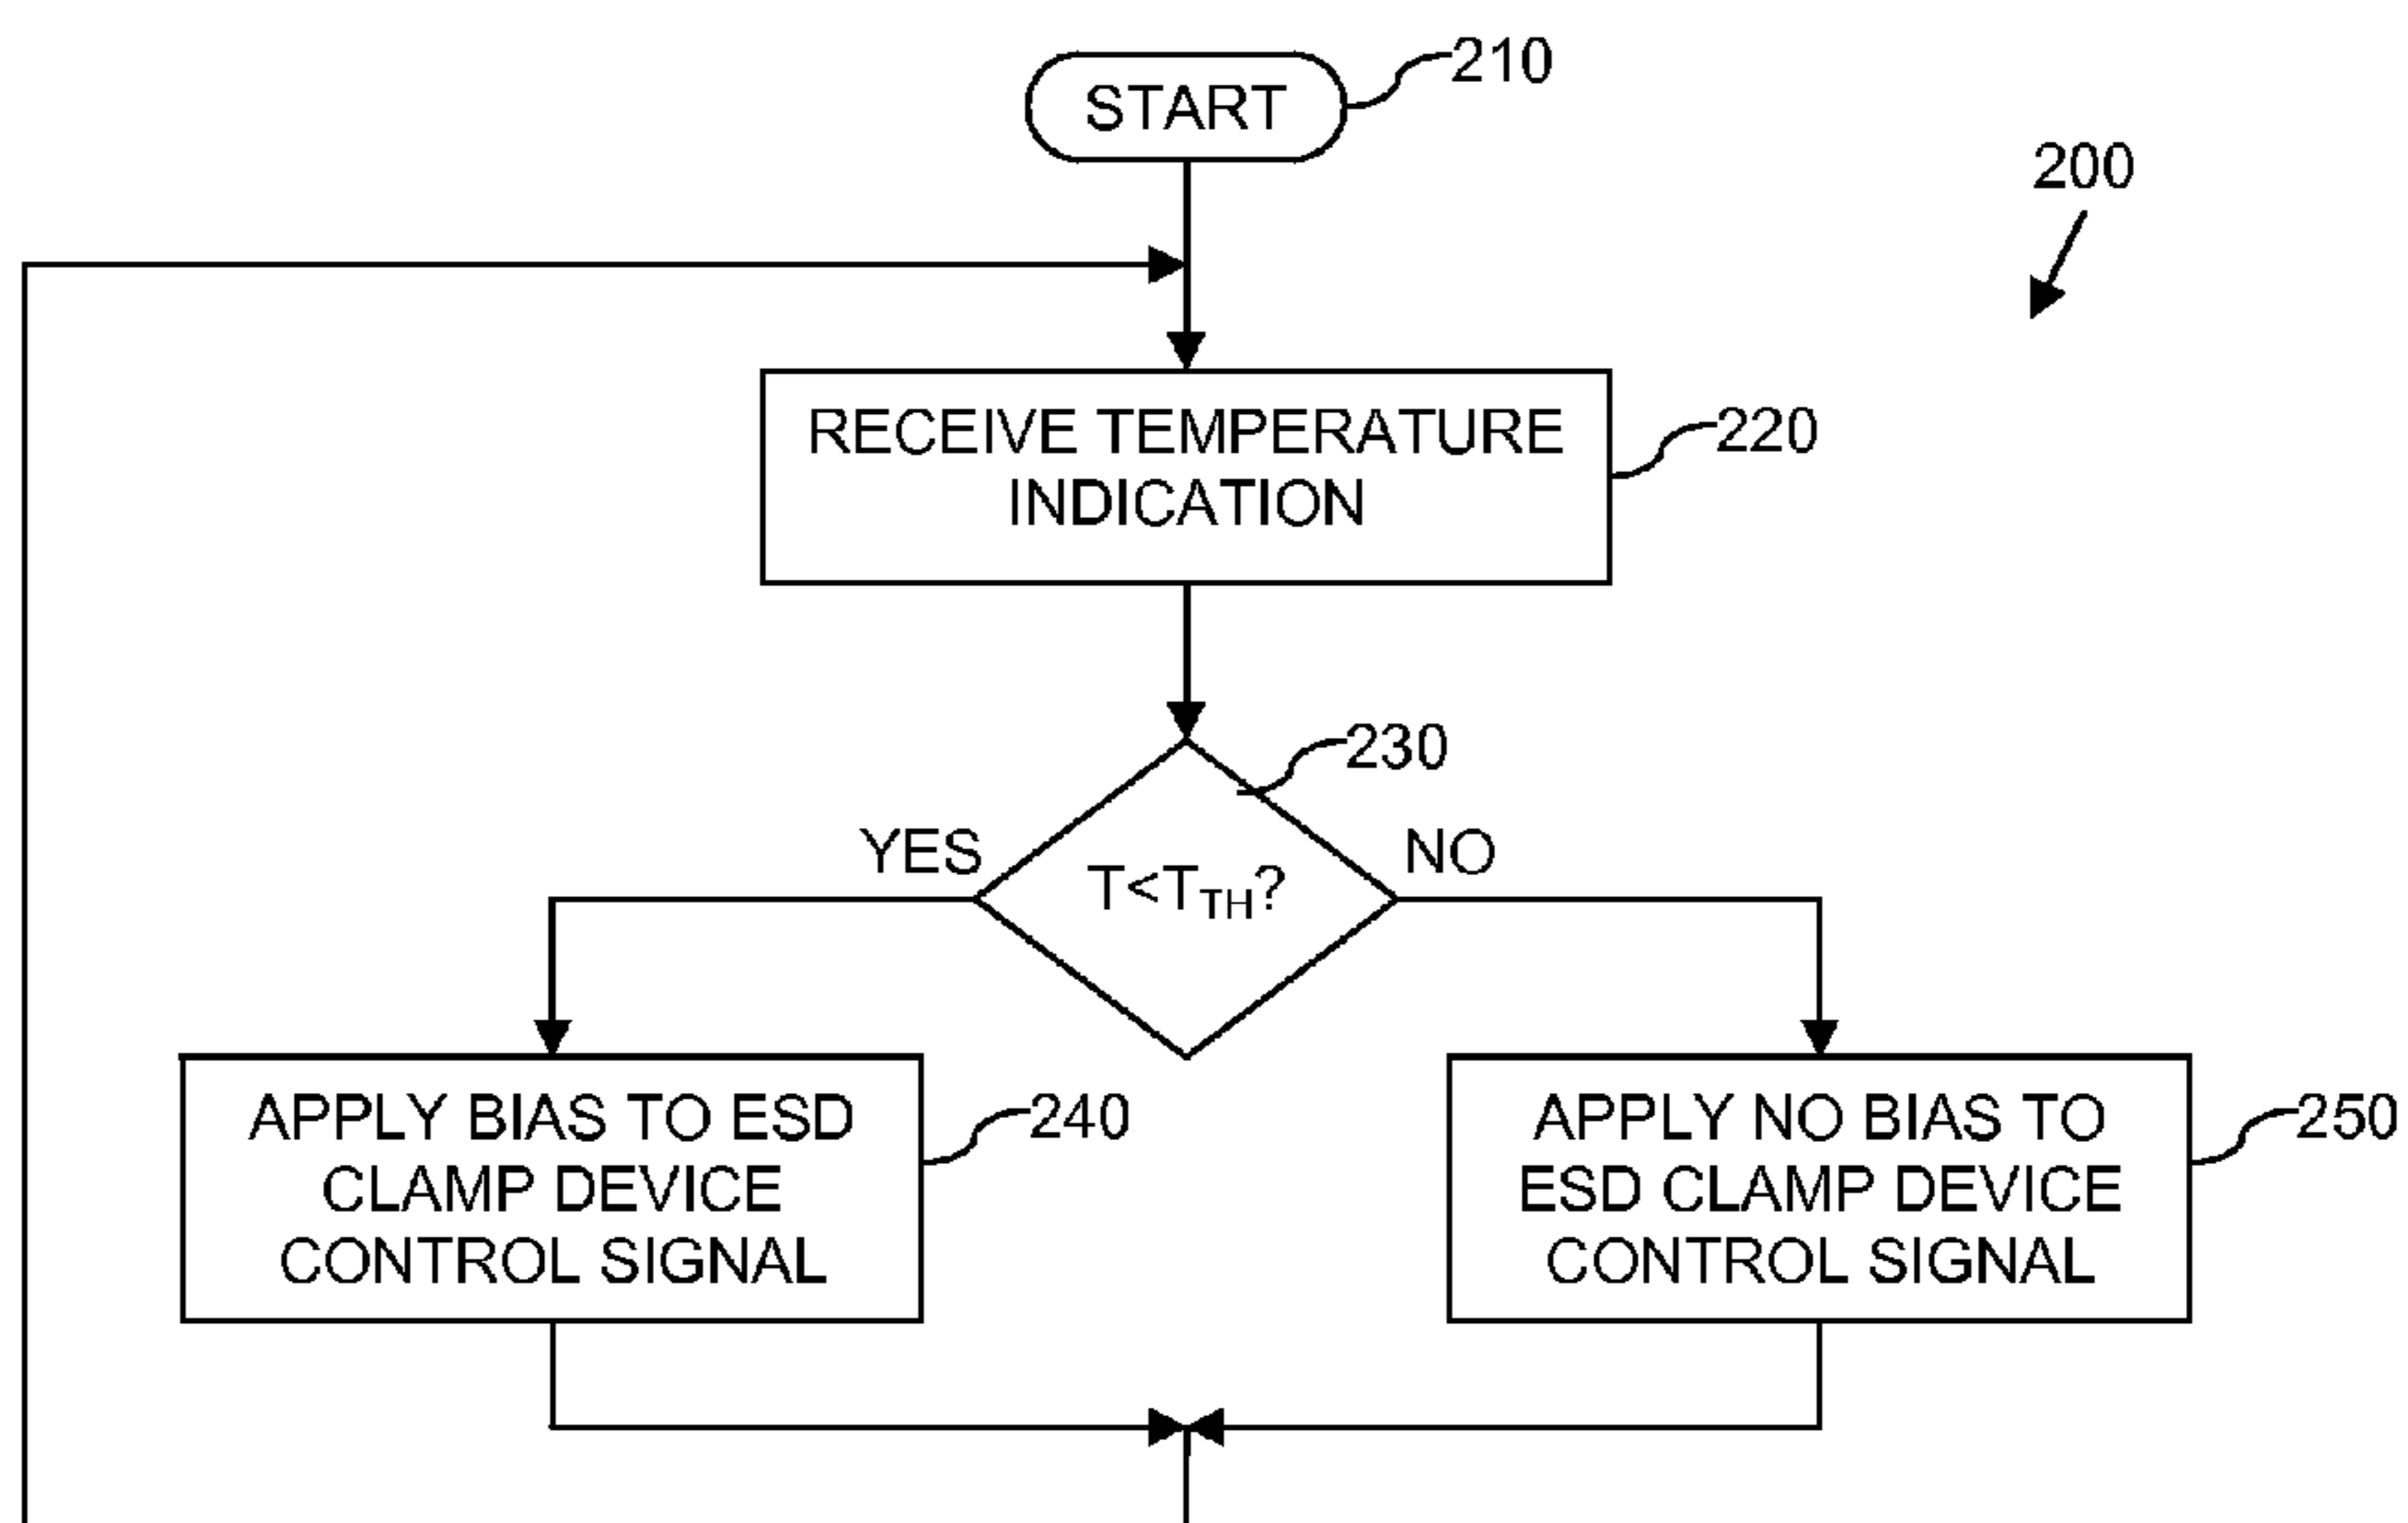 START
210
200
RECEIVE TEMPERATURE
INDICATION
220
230
YES
T<T_TH?
NO
APPLY BIAS TO ESD
CLAMP DEVICE
CONTROL SIGNAL
240
APPLY NO BIAS TO
ESD CLAMP DEVICE
CONTROL SIGNAL
250